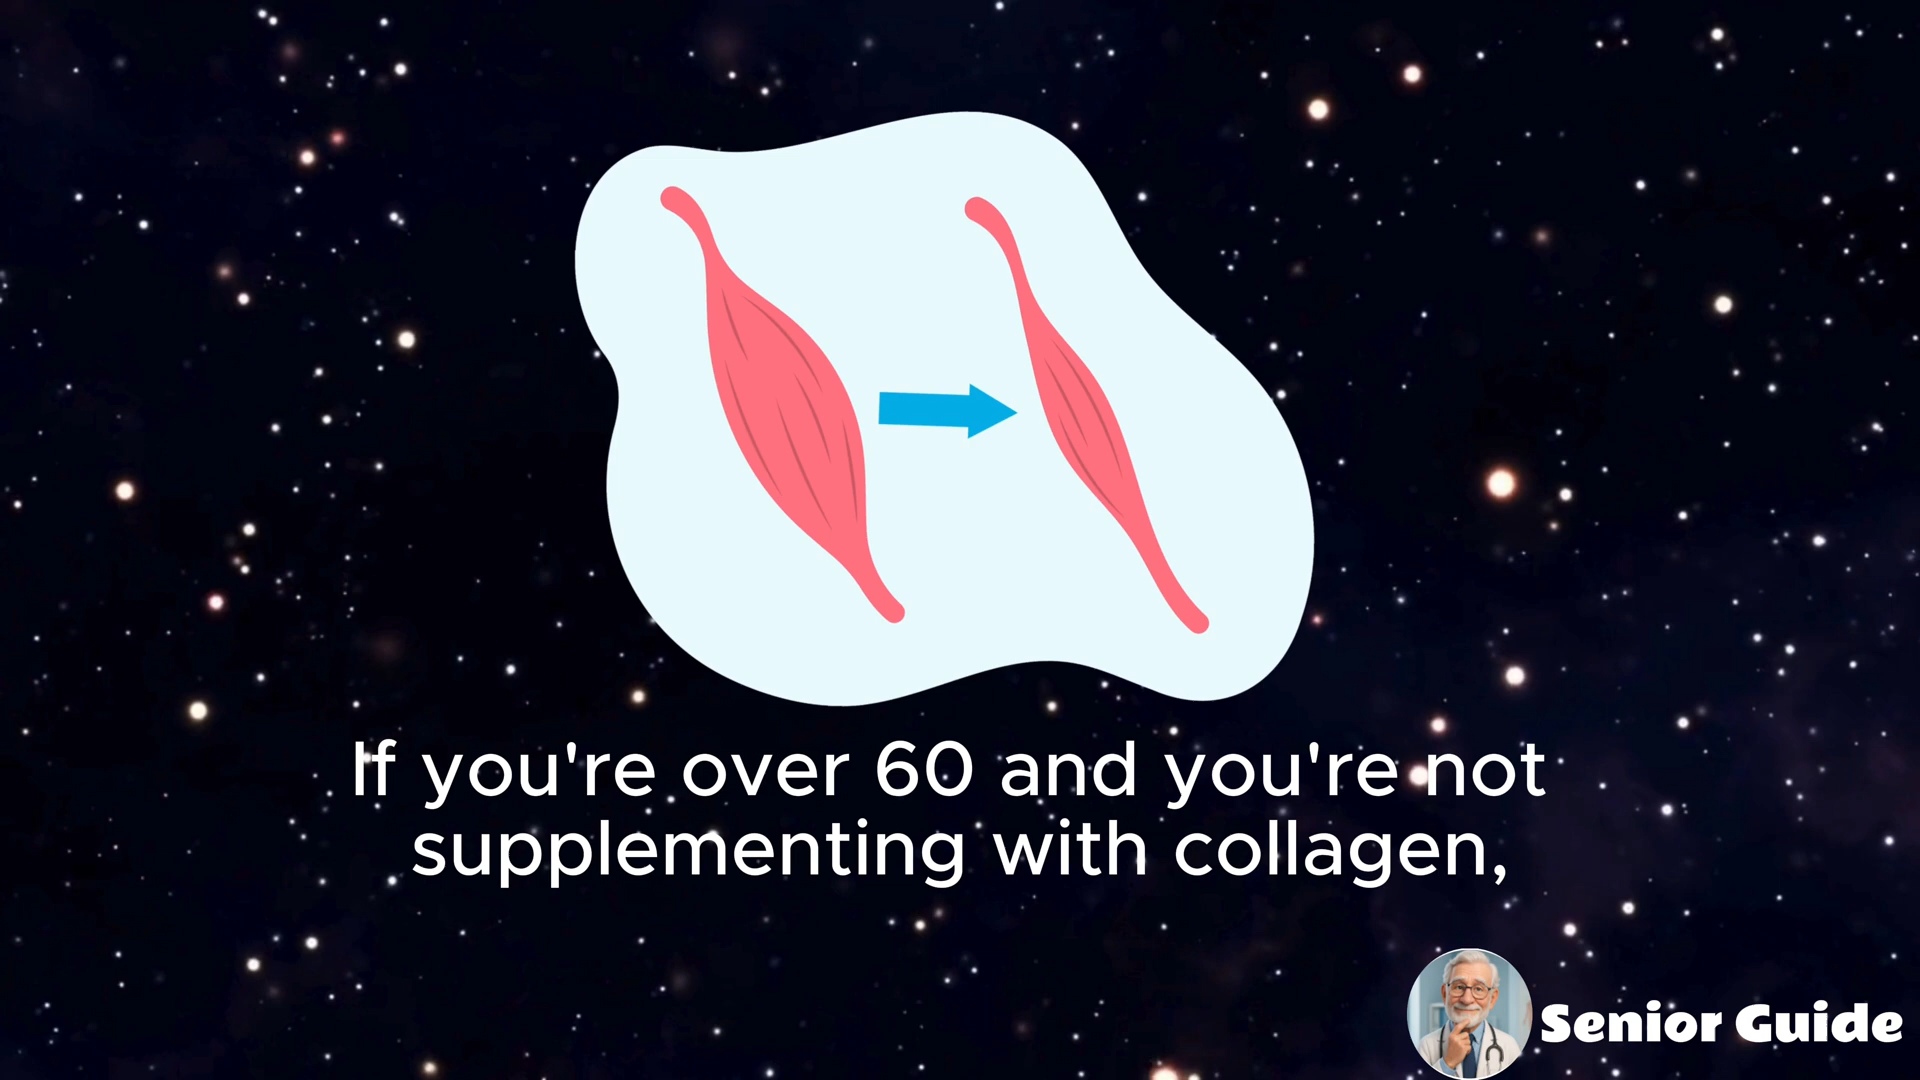 If you're over 60 and you're not
supplementing with collagen,
Senior Guide